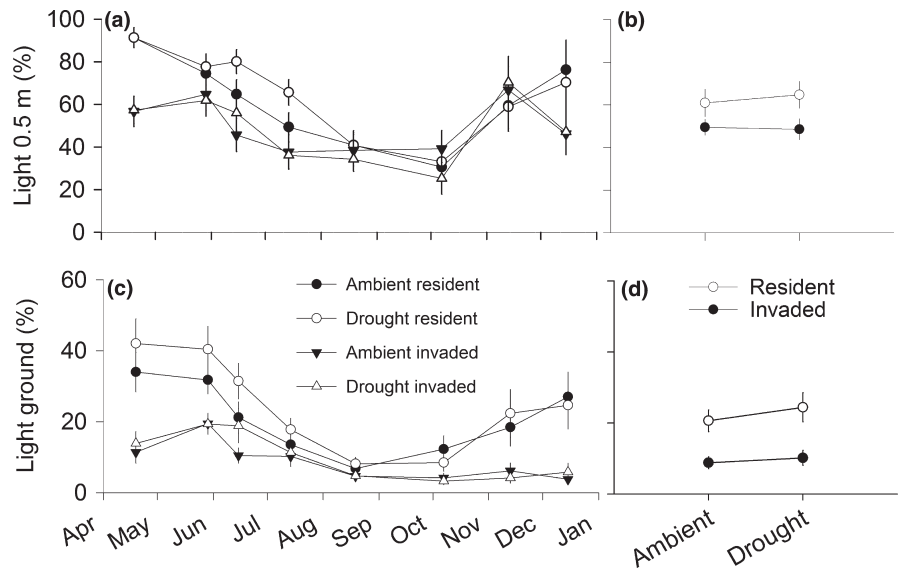 (a)
(b)
Light 0.5 m (%)
100
80
60
40
20
0
(c)
Ambient resident
Drought resident
Ambient invaded
Drought invaded
(d)
Resident
Invaded
Light ground (%)
60
40
20
0
Apr May Jun Jul Aug Sep Oct Nov Dec Jan
Ambient Drought